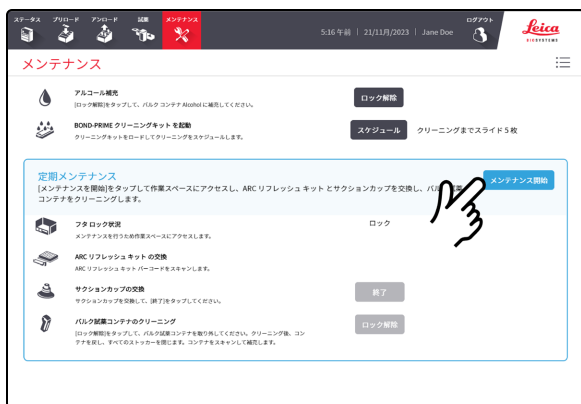 ステータス プリロード アンロード 試薬 メンテナンス
5:16 午前 | 21/11月/2023 | Jane Doe
ログアウト
Leica
BIOSYSTEMS
メンテナンス
アルコール補充
[ロック解除]をタップして、バルク コンテナ Alcohol に補充してください。
ロック解除
BOND-PRIME クリーニングキット を起動
クリーニングキットをロードしてクリーニングをスケジュールします。
スケジュール
クリーニングまでスライド 5 枚
定期メンテナンス
[メンテナンスを開始]をタップして作業スペースにアクセスし、ARC リフレッシュ キット とサクションカップを交換し、バルク試薬
コンテナをクリーニングします。
メンテナンス開始
フタ ロック状況
メンテナンスを行うため作業スペースにアクセスします。
ロック
ARC リフレッシュ キット の交換
ARC リフレッシュ キット バーコードをスキャンします。
サクションカップの交換
サクションカップを交換して、[終了]をタップしてください。
終了
バルク試薬コンテナのクリーニング
[ロック解除]をタップして、バルク試薬コンテナを取り外してください。クリーニング後、コン
テナを戻し、すべてのストッカーを閉じます。コンテナをスキャンして補充します。
ロック解除